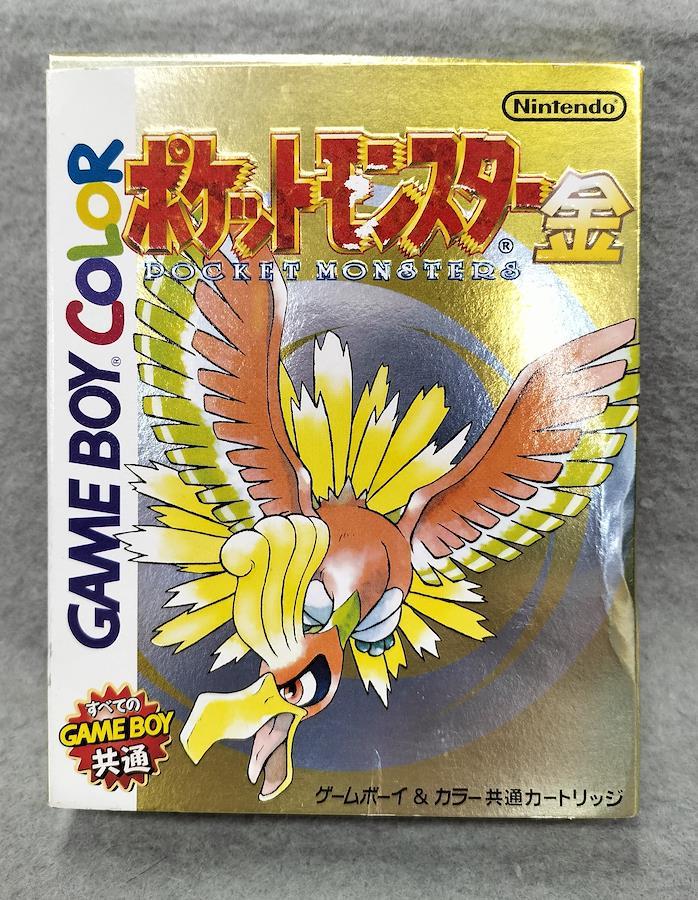 Nintendo®
ポケットモンスター金
®
POCKET MONSTERS
GAME BOY® COLOR
すべての
GAME BOY
共通
ゲームボーイ & カラー共通カートリッジ